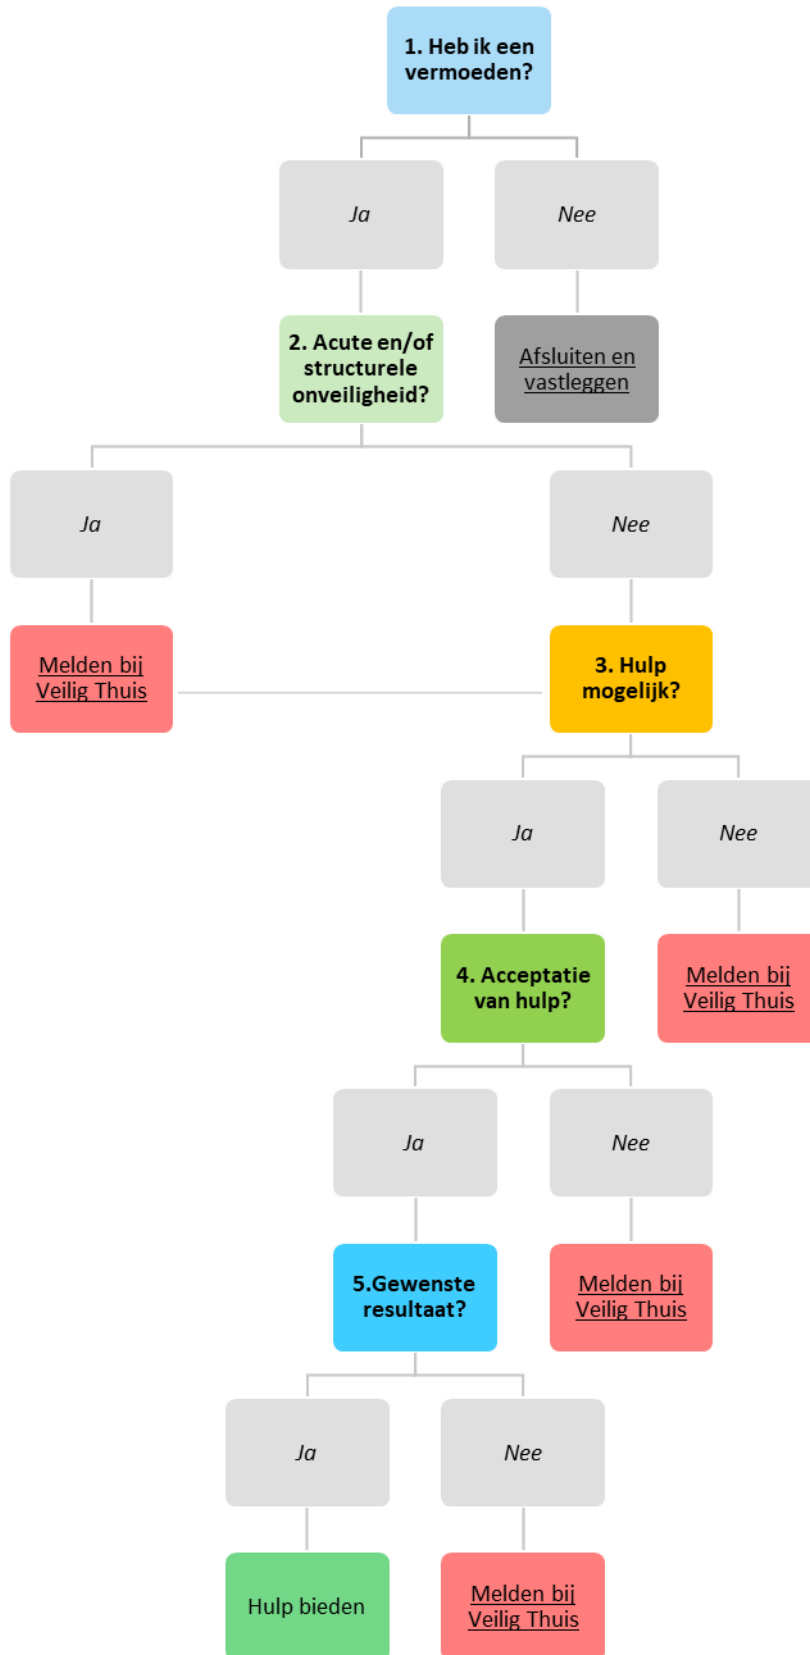 1. Heb ik een
vermoeden?
Ja
Nee
2. Acute en/of
structurele
onveiligheid?
Afsluiten en
vastleggen
Ja
Nee
Melden bij
Veilig Thuis
3. Hulp
mogelijk?
Ja
Nee
4. Acceptatie
van hulp?
Melden bij
Veilig Thuis
Ja
Nee
5.Gewenste
resultaat?
Melden bij
Veilig Thuis
Ja
Nee
Hulp bieden
Melden bij
Veilig Thuis